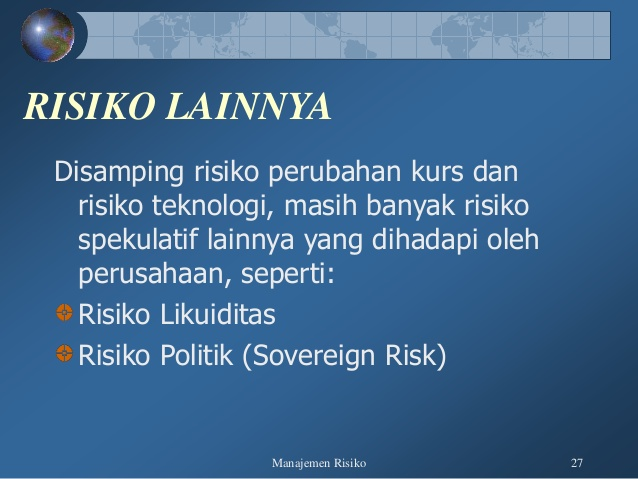 RISIKO LAINNYA
Disamping risiko perubahan kurs dan
risiko teknologi, masih banyak risiko
spekulatif lainnya yang dihadapi oleh
perusahaan, seperti:
Risiko Likuiditas
Risiko Politik (Sovereign Risk)
Manajemen Risiko
27